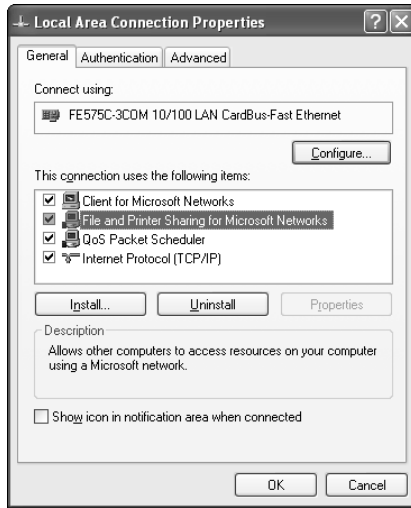 Local Area Connection Properties
General Authentication Advanced
Connect using:
FE575C-3COM 10/100 LAN CardBus-Fast Ethernet
Configure...
This connection uses the following items:
Client for Microsoft Networks
File and Printer Sharing for Microsoft Networks
QoS Packet Scheduler
Internet Protocol (TCP/IP)
Install... Uninstall Properties
Description
Allows other computers to access resources on your computer
using a Microsoft network.
Show icon in notification area when connected
OK Cancel